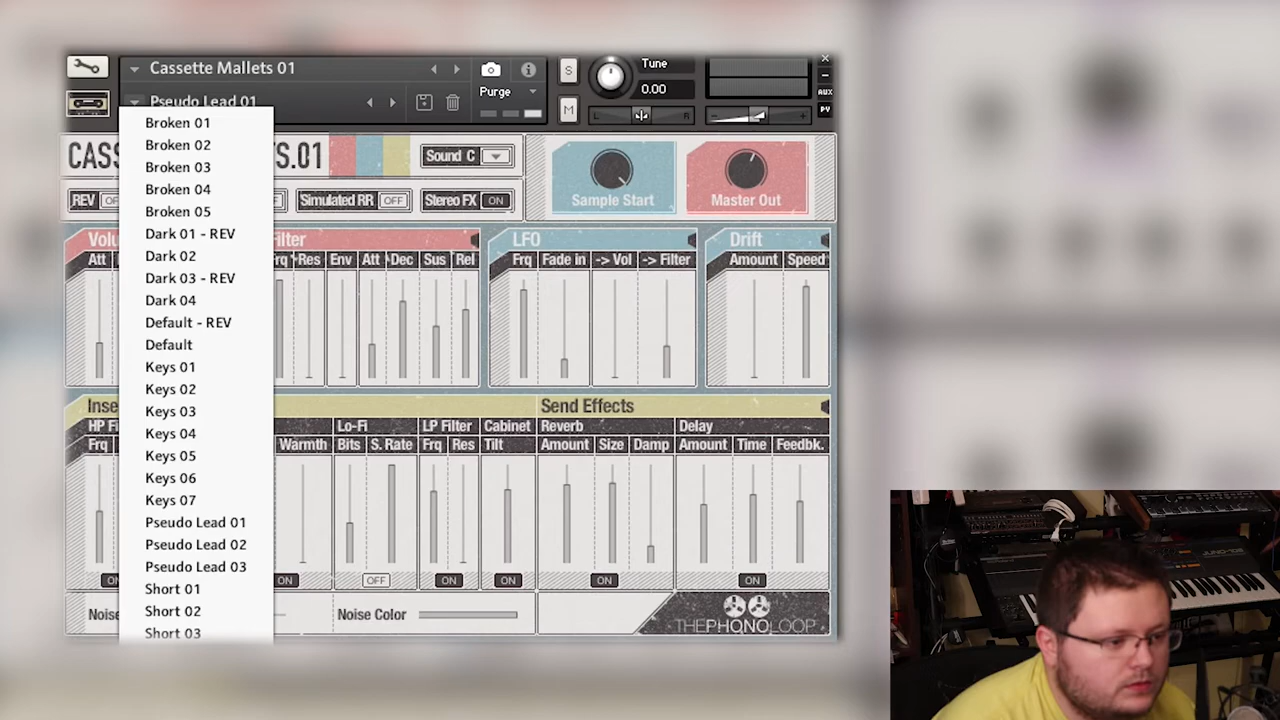 Cassette Mallets 01
Tune
Purge
0.00
AUX
PV
S
M
L
R
Pseudo Lead 01
Broken 01
Broken 02
Broken 03
Broken 04
Broken 05
Dark 01 - REV
Dark 02
Dark 03 - REV
Dark 04
Default - REV
Default
Keys 01
Keys 02
Keys 03
Keys 04
Keys 05
Keys 06
Keys 07
Pseudo Lead 01
Pseudo Lead 02
Pseudo Lead 03
Short 01
Short 02
Short 03
CASS
S.01
Sound C
Sample Start
Master Out
REV
Simulated RR OFF
Stereo FX ON
Volu
ilter
LFO
Drift
Att
rq Res Env Att Dec Sus Rel
Frq Fade in -> Vol -> Filter
Amount Speed
Inse
Send Effects
HP Fi
Lo-Fi
LP Filter
Cabinet
Reverb
Delay
Frq
Warmth
Bits S. Rate
Frq Res
Tilt
Amount Size Damp
Amount Time Feedbk.
ON
ON
OFF
ON
ON
ON
ON
Noise
Noise Color
THEPHONOLOOP
JUNO-106